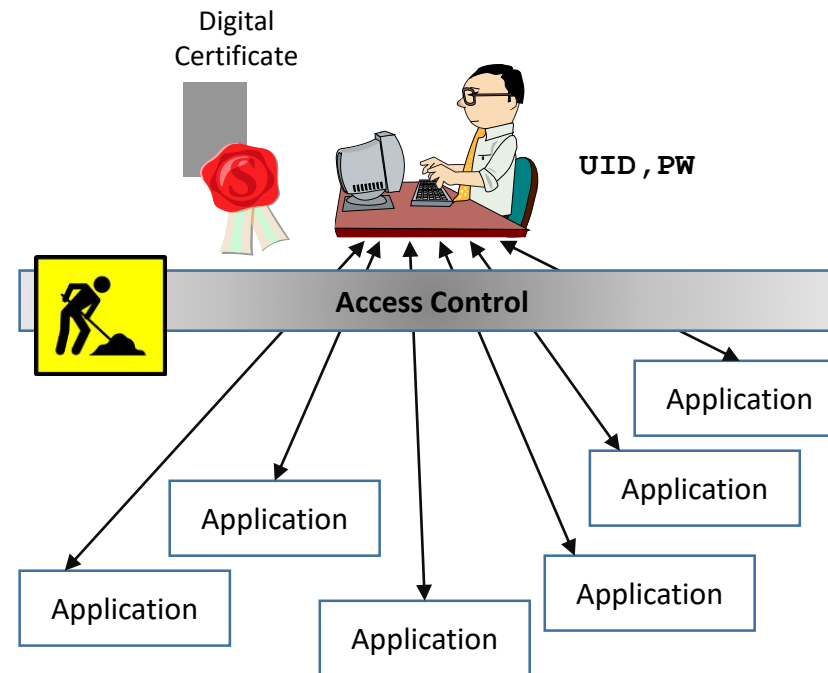 Digital
Certificate
S
UID,PW
Access Control
Application
Application
Application
Application
Application
Application